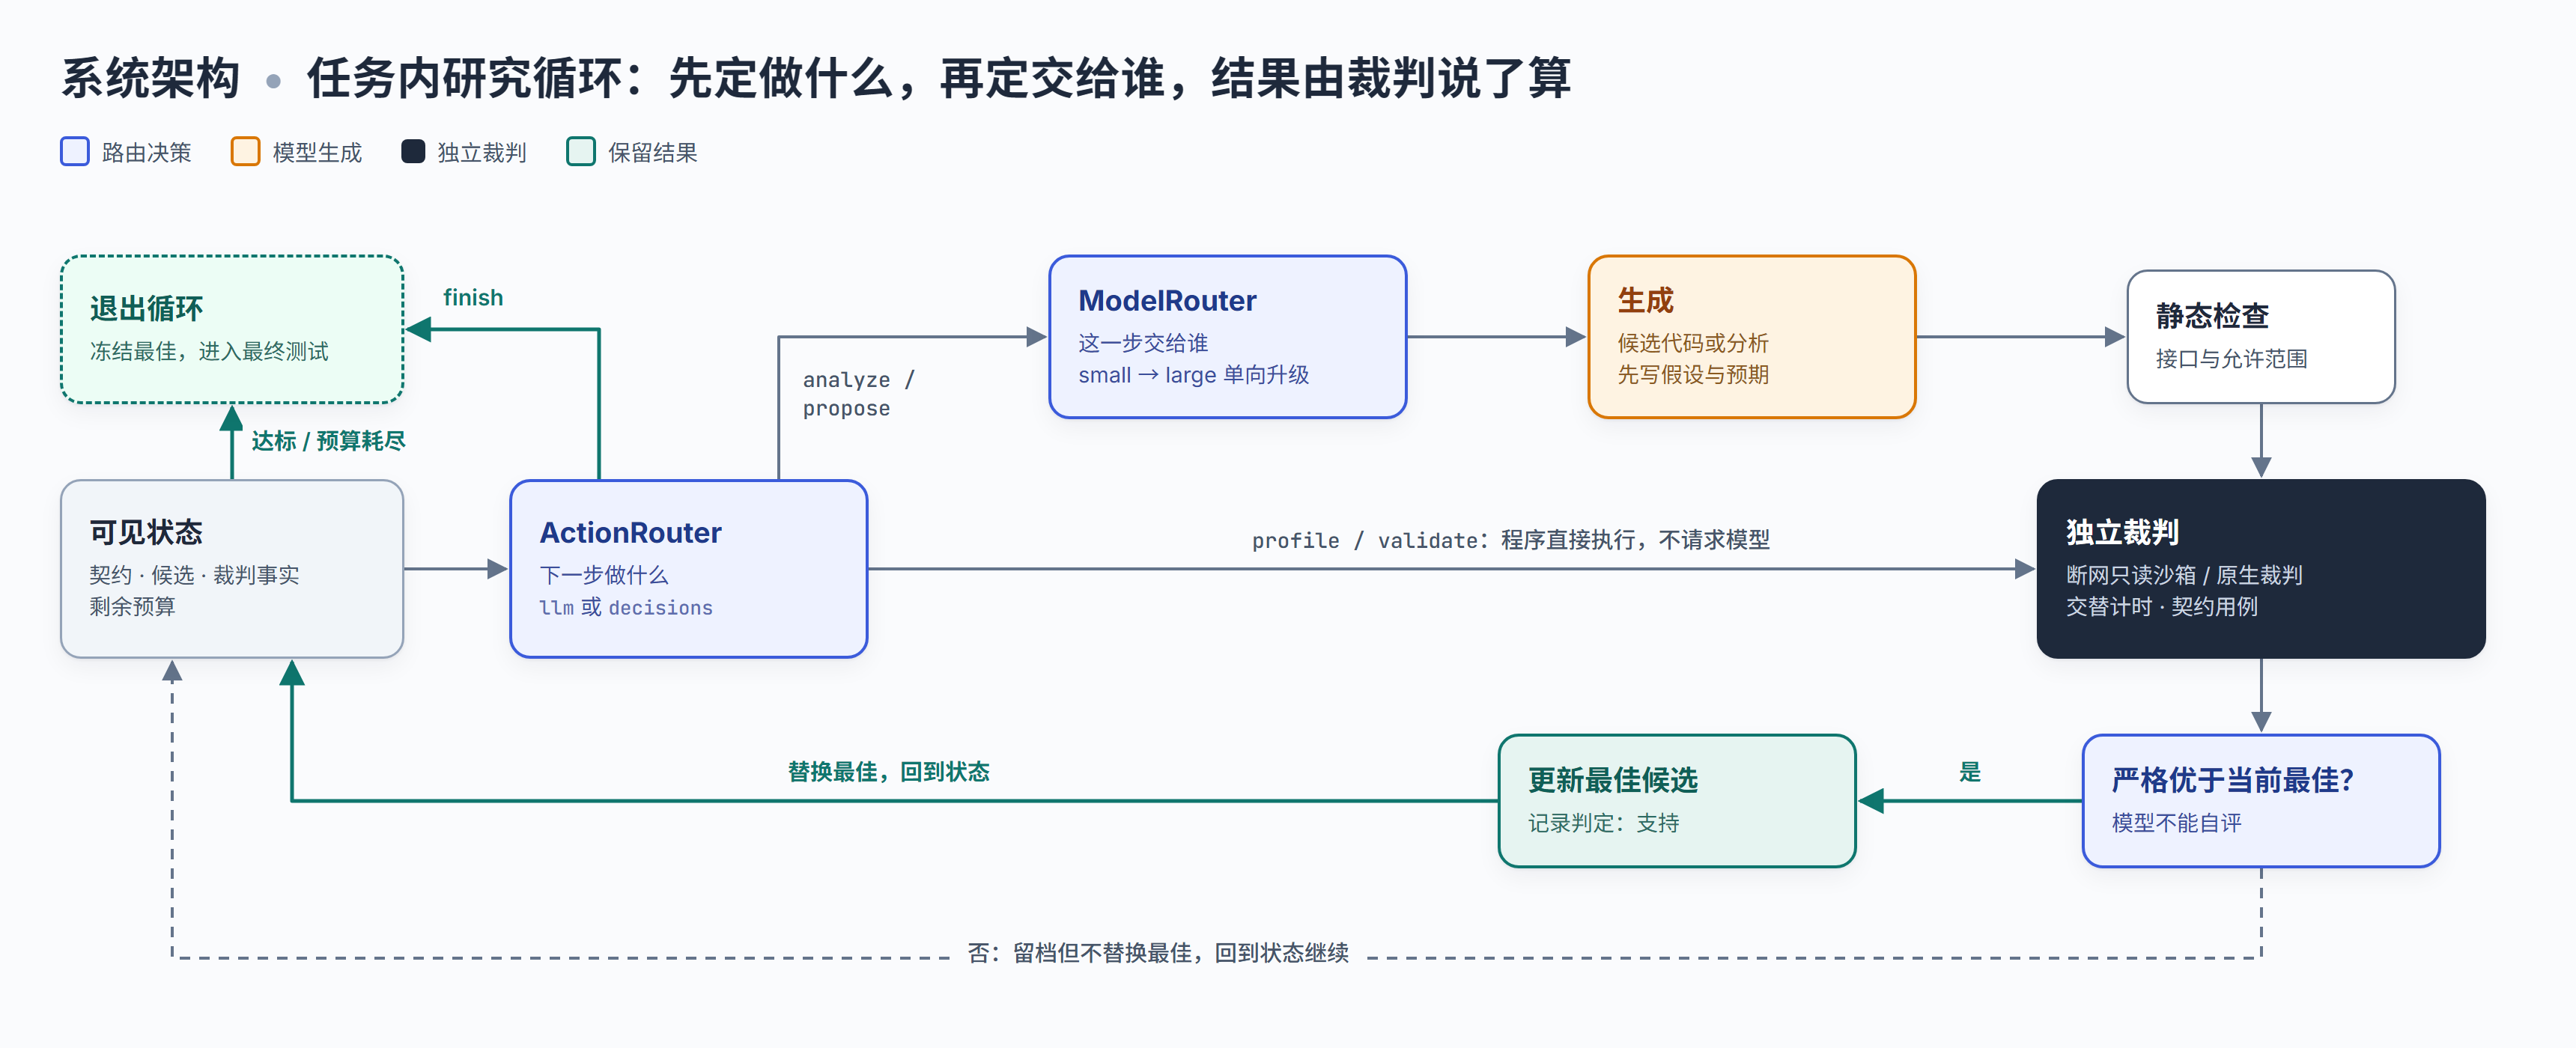 系统架构 • 任务内研究循环：先定做什么，再定交给谁，结果由裁判说了算
路由决策
模型生成
独立裁判
保留结果
退出循环
冻结最佳，进入最终测试
finish
analyze /
propose
ModelRouter
这一步交给谁
small → large 单向升级
生成
候选代码或分析
先写假设与预期
静态检查
接口与允许范围
达标 / 预算耗尽
可见状态
契约 · 候选 · 裁判事实
剩余预算
ActionRouter
下一步做什么
llm 或 decisions
profile / validate：程序直接执行，不请求模型
独立裁判
断网只读沙箱 / 原生裁判
交替计时 · 契约用例
替换最佳，回到状态
更新最佳候选
记录判定：支持
是
严格优于当前最佳？
模型不能自评
否：留档但不替换最佳，回到状态继续